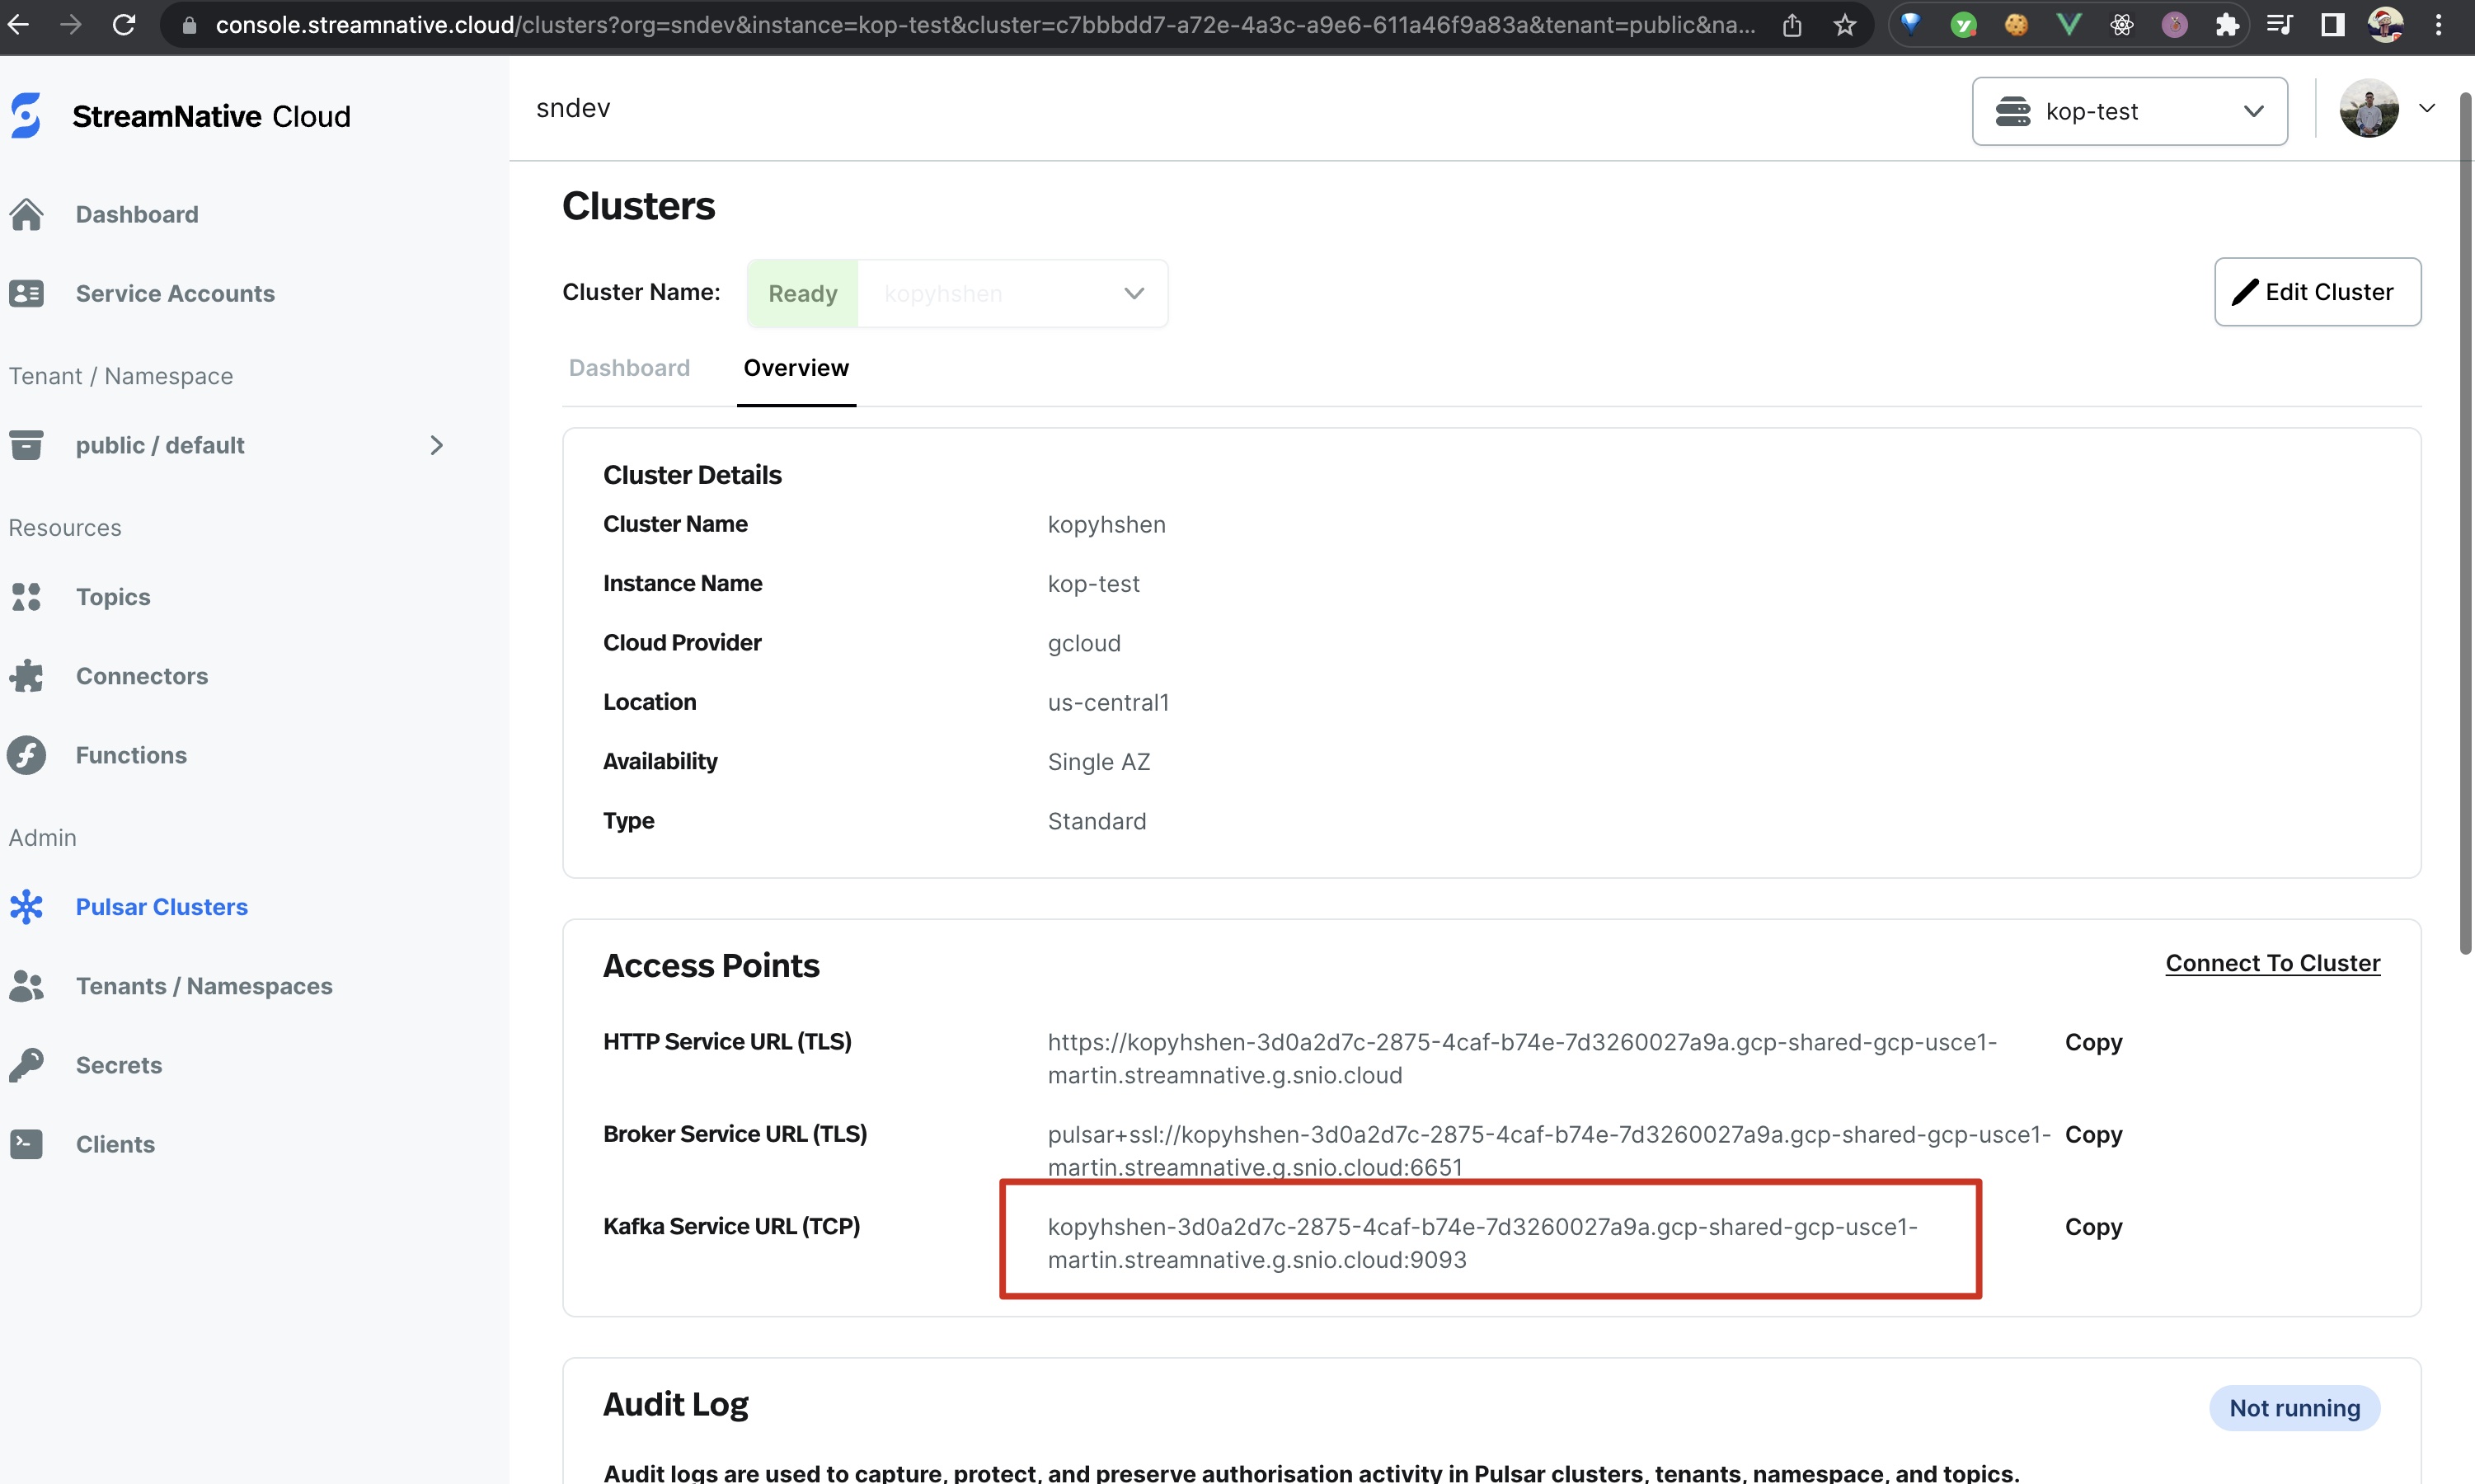 console.streamnative.cloud/clusters?org=sndev&instance=kop-test&cluster=c7bbbdd7-a72e-4a3c-a9e6-611a46f9a83a&tenant=public&na...
StreamNative Cloud
Dashboard
Service Accounts
Tenant / Namespace
public / default
Resources
Topics
Connectors
Functions
Admin
Pulsar Clusters
Tenants / Namespaces
Secrets
Clients
sndev
kop-test
Clusters
Cluster Name:
Ready
kopyhshen
Edit Cluster
Dashboard
Overview
Cluster Details
Cluster Name
kopyhshen
Instance Name
kop-test
Cloud Provider
gcloud
Location
us-central1
Availability
Single AZ
Type
Standard
Access Points
Connect To Cluster
HTTP Service URL (TLS)
https://kopyhshen-3d0a2d7c-2875-4caf-b74e-7d3260027a9a.gcp-shared-gcp-usce1-
martin.streamnative.g.snio.cloud
Copy
Broker Service URL (TLS)
pulsar+ssl://kopyhshen-3d0a2d7c-2875-4caf-b74e-7d3260027a9a.gcp-shared-gcp-usce1-
martin.streamnative.g.snio.cloud:6651
Copy
Kafka Service URL (TCP)
kopyhshen-3d0a2d7c-2875-4caf-b74e-7d3260027a9a.gcp-shared-gcp-usce1-
martin.streamnative.g.snio.cloud:9093
Copy
Audit Log
Not running
Audit logs are used to capture, protect, and preserve authorisation activity in Pulsar clusters, tenants, namespace, and topics.